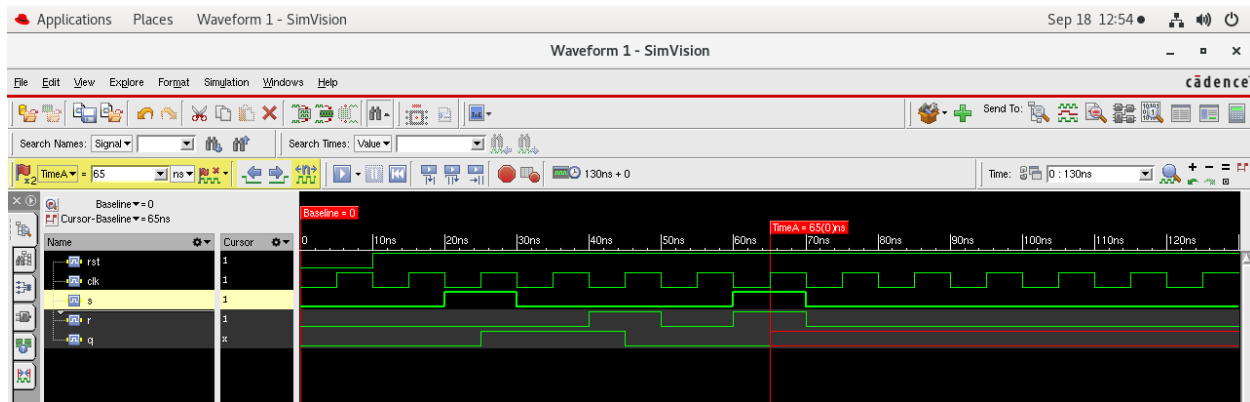 Applications Places Waveform 1 - SimVision Sep 18 12:54
Waveform 1 - SimVision
File Edit View Explore Format Simulation Windows Help cādence
Send To:
Search Names: Signal Search Times: Value
x2 TimeA = 65 ns 130ns + 0 Time: 0 : 130ns
Baseline = 0
Cursor-Baseline = 65ns
Baseline = 0
TimeA = 65(0)ns
Name Cursor 0 10ns 20ns 30ns 40ns 50ns 60ns 70ns 80ns 90ns 100ns 110ns 120ns
rst 1
clk 1
s 1
r 1
q x